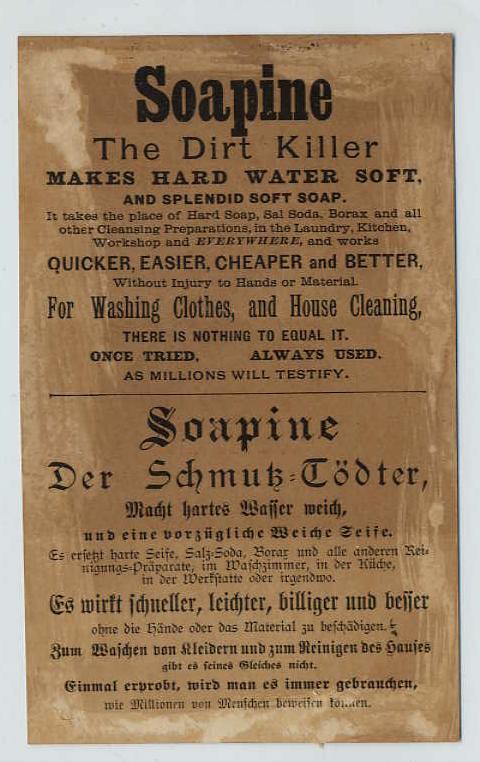 Soapine
The Dirt Killer
MAKES HARD WATER SOFT,
AND SPLENDID SOFT SOAP.
It takes the place of Hard Soap, Sal Soda, Borax and all
other Cleansing Preparations, in the Laundry, Kitchen,
Workshop and EVERYWHERE, and works
QUICKER, EASIER, CHEAPER and BETTER,
Without Injury to Hands or Material.
For Washing Clothes, and House Cleaning,
THERE IS NOTHING TO EQUAL IT.
ONCE TRIED, ALWAYS USED.
AS MILLIONS WILL TESTIFY.
Soapine
Der Schmutz-Tödter,
Macht hartes Wasser weich,
und eine vorzügliche Weiche Seife.
Es ersetzt harte Seife, Salz-Soda, Borax und alle anderen Rei-
nigungs-Präparate, im Waschzimmer, in der Küche,
in der Werkstatte oder irgendwo.
Es wirkt schneller, leichter, billiger und besser
ohne die Hände oder das Material zu beschädigen.
Zum Waschen von Kleidern und zum Reinigen des Hauses
gibt es seines Gleiches nicht.
Einmal erprobt, wird man es immer gebrauchen,
wie Millionen von Menschen beweisen können.